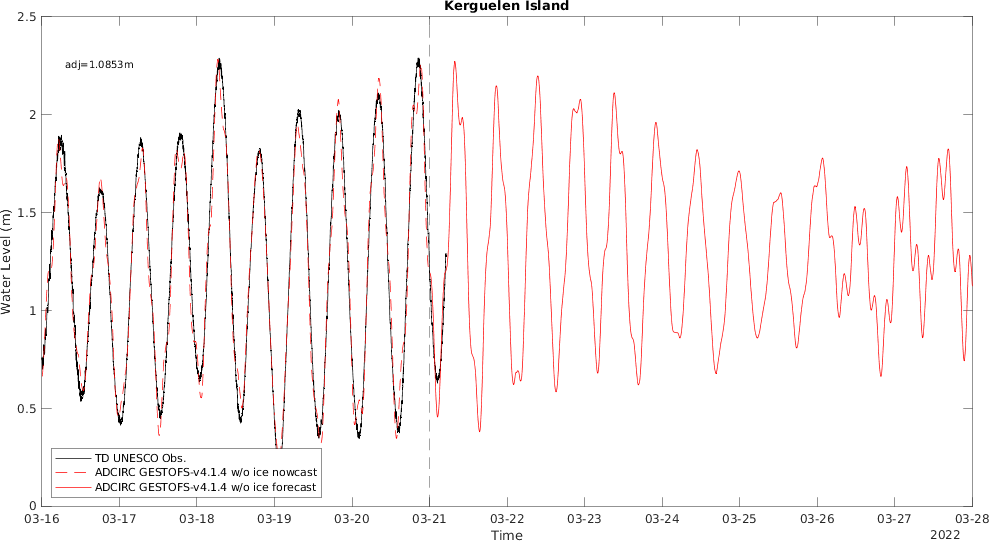 Kerguelen Island
adj=1.0853m
Water Level (m)
2.5
2
1.5
1
0.5
0
TD UNESCO Obs.
ADCIRC GESTOFS-v4.1.4 w/o ice nowcast
ADCIRC GESTOFS-v4.1.4 w/o ice forecast
03-16 03-17 03-18 03-19 03-20 03-21 03-22 03-23 03-24 03-25 03-26 03-27 03-28
Time
2022